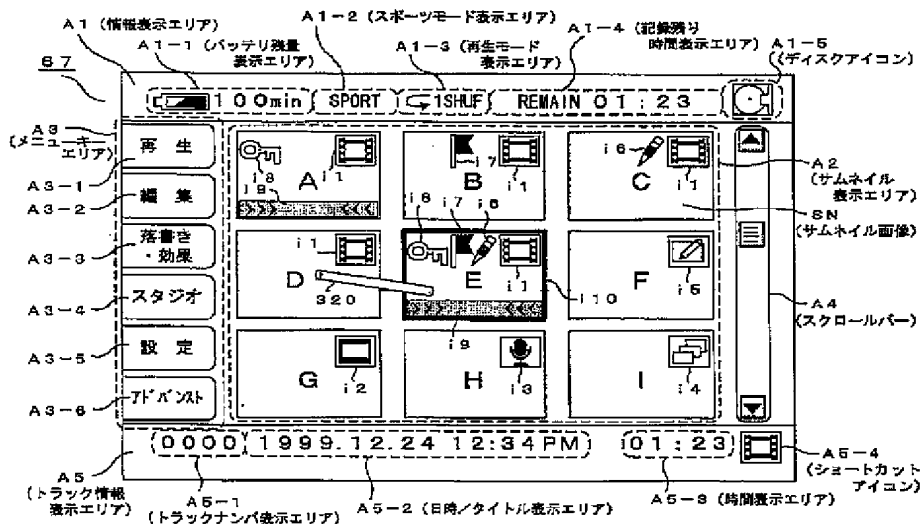 A1 (情報表示エリア)
A1-1 (バッテリ残量
表示エリア)
A1-2 (スポーツモード表示エリア)
A1-3 (再生モード
表示エリア)
A1-4 (記録残り
時間表示エリア)
A1-5
(ディスクアイコン)
67
100min SPORT 1SHUF REMAIN 01:23
A3
(メニューキー
エリア)
A3-1
再 生
A3-2
編 集
A3-3
落書き
・効果
A3-4
スタジオ
A3-5
設 定
A3-6
アドバンスト
i8 A i1
i9
i7 B i1
i6 C i1
i1 D
320
i8 i7 i6
E i1
i9
i10
F i5
G i2
H i3
I i4
A2
(サムネイル
表示エリア)
SN
(サムネイル画像)
A4
(スクロールバー)
0000 1999.12.24 12:34PM 01:23
A5
(トラック情報
表示エリア)
A5-1
(トラックナンバ表示エリア)
A5-2 (日時/タイトル表示エリア)
A5-3 (時間表示エリア)
A5-4
(ショートカット
アイコン)